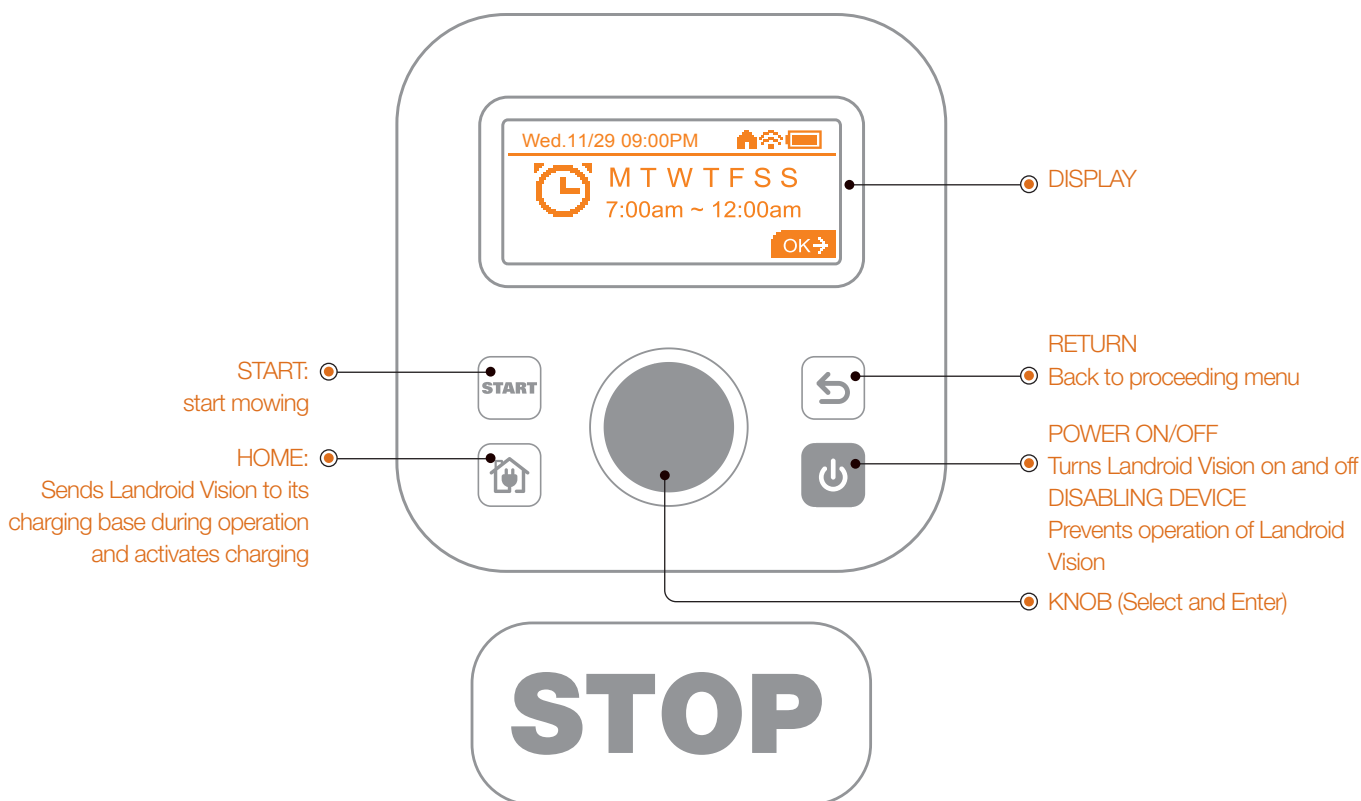 Wed.11/29 09:00PM
M T W T F S S
7:00am ~ 12:00am
OK
DISPLAY
START:
start mowing
START
HOME:
Sends Landroid Vision to its
charging base during operation
and activates charging
RETURN
Back to proceeding menu
POWER ON/OFF
Turns Landroid Vision on and off
DISABLING DEVICE
Prevents operation of Landroid
Vision
KNOB (Select and Enter)
STOP